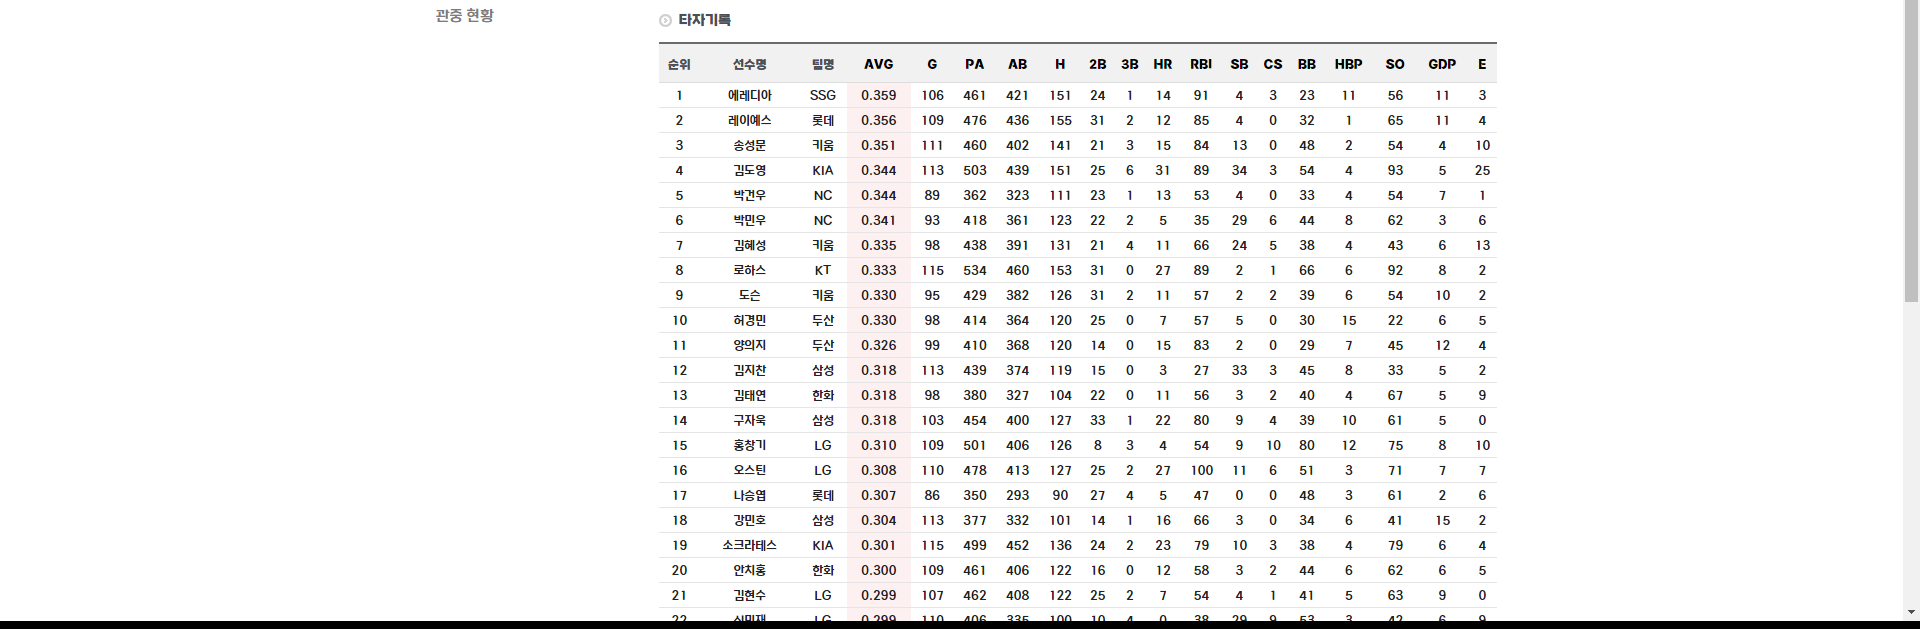 관중 현황
타자기록
순위 선수명 팀명 AVG G PA AB H 2B 3B HR RBI SB CS BB HBP SO GDP E
1 에레디아 SSG 0.359 106 461 421 151 24 1 14 91 4 3 23 11 56 11 3
2 레이예스 롯데 0.356 109 476 436 155 31 2 12 85 4 0 32 1 65 11 4
3 송성문 키움 0.351 111 460 402 141 21 3 15 84 13 0 48 2 54 4 10
4 김도영 KIA 0.344 113 503 439 151 25 6 31 89 34 3 54 4 93 5 25
5 박건우 NC 0.344 89 362 323 111 23 1 13 53 4 0 33 4 54 7 1
6 박민우 NC 0.341 93 418 361 123 22 2 5 35 29 6 44 8 62 3 6
7 김혜성 키움 0.335 98 438 391 131 21 4 11 66 24 5 38 4 43 6 13
8 로하스 KT 0.333 115 534 460 153 31 0 27 89 2 1 66 6 92 8 2
9 도슨 키움 0.330 95 429 382 126 31 2 11 57 2 2 39 6 54 10 2
10 허경민 두산 0.330 98 414 364 120 25 0 7 57 5 0 30 15 22 6 5
11 양의지 두산 0.326 99 410 368 120 14 0 15 83 2 0 29 7 45 12 4
12 김지찬 삼성 0.318 113 439 374 119 15 0 3 27 33 3 45 8 33 5 2
13 김태연 한화 0.318 98 380 327 104 22 0 11 56 3 2 40 4 67 5 9
14 구자욱 삼성 0.318 103 454 400 127 33 1 22 80 9 4 39 10 61 5 0
15 홍창기 LG 0.310 109 501 406 126 8 3 4 54 9 10 80 12 75 8 10
16 오스틴 LG 0.308 110 478 413 127 25 2 27 100 11 6 51 3 71 7 7
17 나승엽 롯데 0.307 86 350 293 90 27 4 5 47 0 0 48 3 61 2 6
18 강민호 삼성 0.304 113 377 332 101 14 1 16 66 3 0 34 6 41 15 2
19 소크라테스 KIA 0.301 115 499 452 136 24 2 23 79 10 3 38 4 79 6 4
20 안치홍 한화 0.300 109 461 406 122 16 0 12 58 3 2 44 6 62 6 5
21 김현수 LG 0.299 107 462 408 122 25 2 7 54 4 1 41 5 63 9 0
22 신민재 LG 0.299 110 406 335 100 10 4 0 38 29 9 53 3 42 6 9